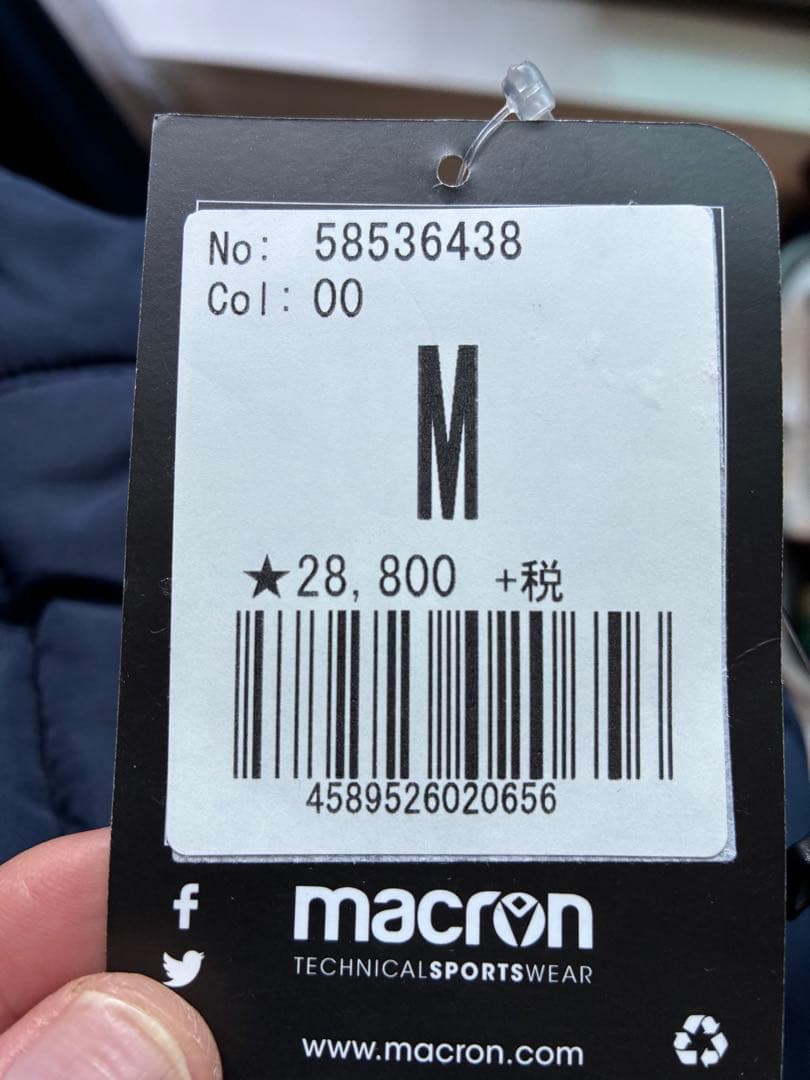 No: 58536438
Col: 00
M
★28,800 +税
4589526020656
macron
TECHNICALSPORTSWEAR
www.macron.com